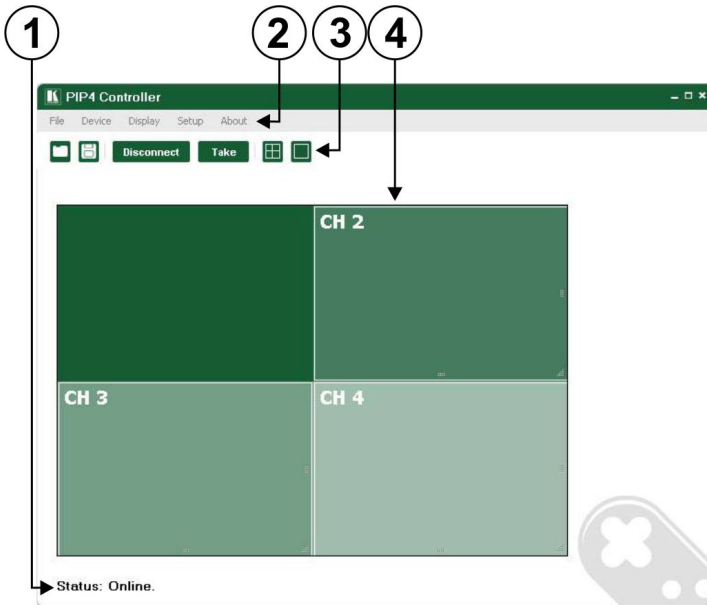 1 2 3 4
PIP4 Controller
File Device Display Setup About
Disconnect Take
CH 2
CH 3 CH 4
Status: Online.